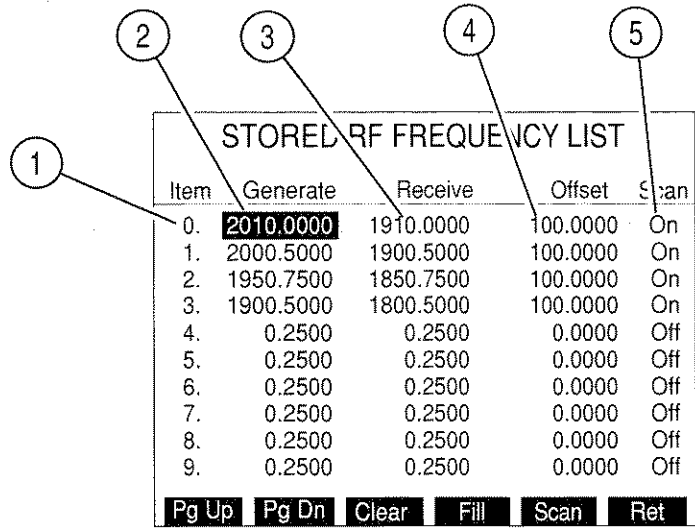 2 3 4 5
1
STORED RF FREQUENCY LIST
Item Generate Receive Offset Scan
0. 2010.0000 1910.0000 100.0000 On
1. 2000.5000 1900.5000 100.0000 On
2. 1950.7500 1850.7500 100.0000 On
3. 1900.5000 1800.5000 100.0000 On
4. 0.2500 0.2500 0.0000 Off
5. 0.2500 0.2500 0.0000 Off
6. 0.2500 0.2500 0.0000 Off
7. 0.2500 0.2500 0.0000 Off
8. 0.2500 0.2500 0.0000 Off
9. 0.2500 0.2500 0.0000 Off
Pg Up Pg Dn Clear Fill Scan Ret